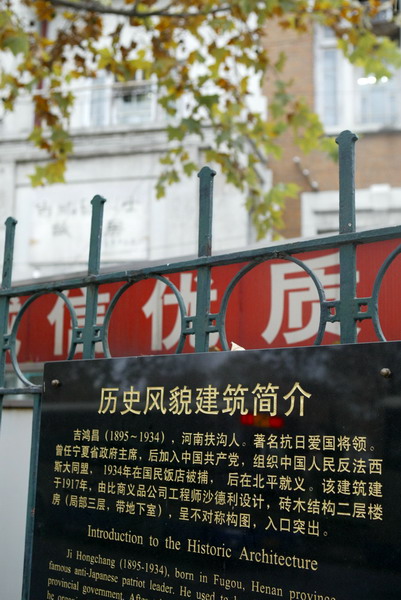 信优质
历史风貌建筑简介
吉鸿昌（1895～1934），河南扶沟人。著名抗日爱国将领。
曾任宁夏省政府主席，后加入中国共产党，组织中国人民反法西
斯大同盟， 1934年在国民饭店被捕， 后在北平就义。该建筑建
于1917年，由比商义品公司工程师沙德利设计，砖木结构二层楼
房（局部三层，带地下室），呈不对称构图，入口突出。
Introduction to the Historic Architecture
Ji Hongchang (1895-1934), born in Fugou, Henan province
famous anti-Japanese patriot leader. He used to
provincial government. After